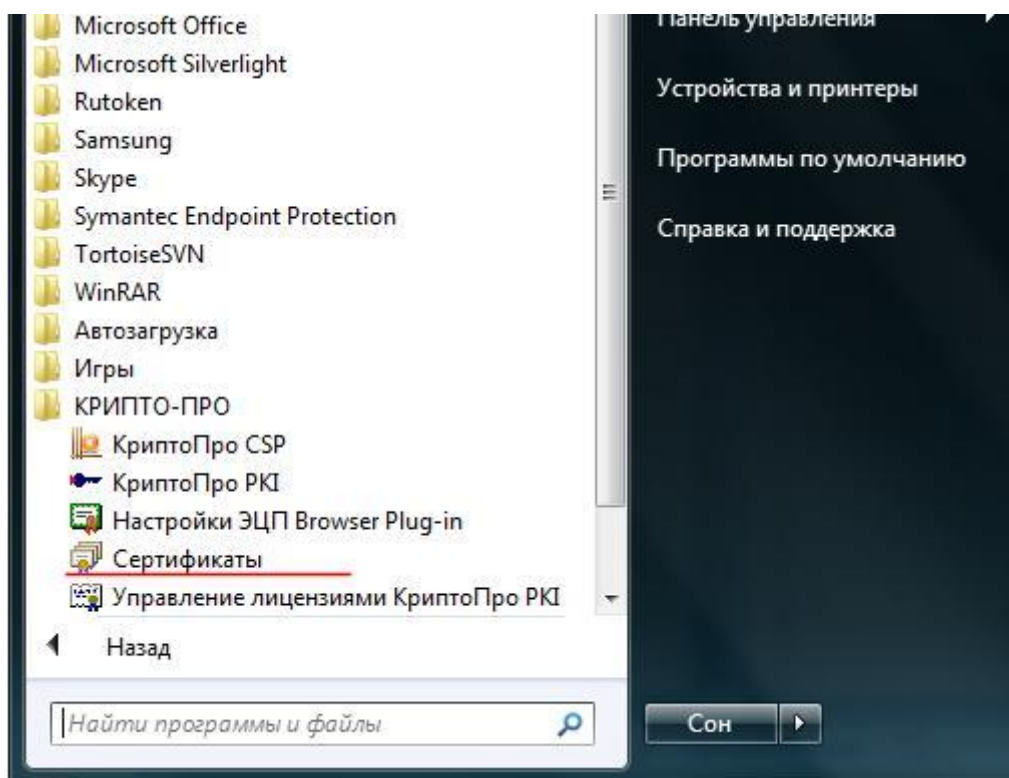 Microsoft Office
Microsoft Silverlight
Rutoken
Samsung
Skype
Symantec Endpoint Protection
TortoiseSVN
WinRAR
Автозагрузка
Игры
КРИПТО-ПРО
КриптоПро CSP
КриптоПро PKI
Настройки ЭЦП Browser Plug-in
Сертификаты
Управление лицензиями КриптоПро PKI
Назад
Найти программы и файлы
Панель управления
Устройства и принтеры
Программы по умолчанию
Справка и поддержка
Сон